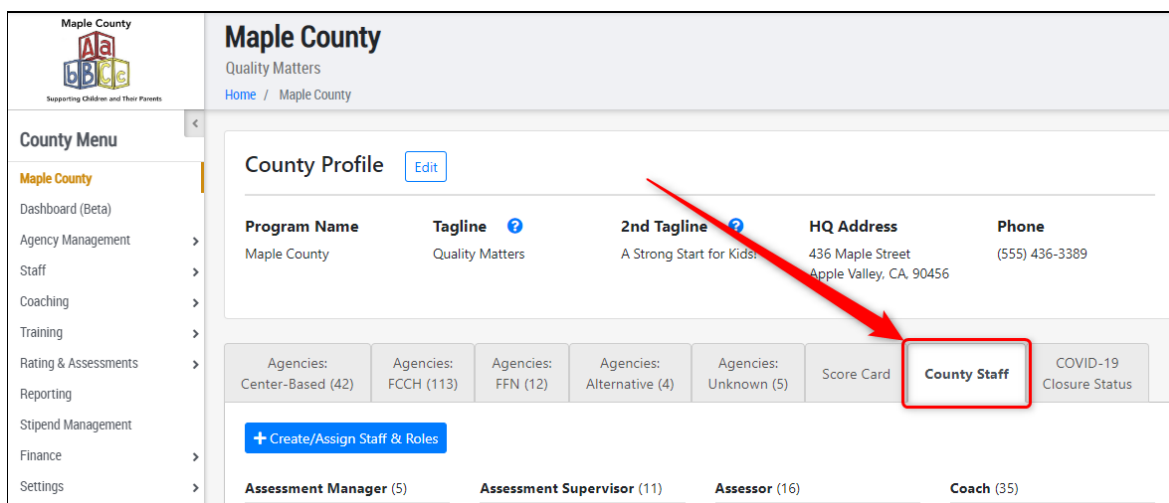 Maple County
Aa
bBCc
Supporting Children and Their Parents
Maple County
Quality Matters
Home / Maple County
<
County Menu
Maple County
Dashboard (Beta)
Agency Management >
Staff >
Coaching >
Training >
Rating & Assessments >
Reporting
Stipend Management
Finance >
Settings >
County Profile Edit
Program Name
Maple County
Tagline ?
Quality Matters
2nd Tagline ?
A Strong Start for Kids!
HQ Address
436 Maple Street
Apple Valley, CA, 90456
Phone
(555) 436-3389
Agencies:
Center-Based (42)
Agencies:
FCCH (113)
Agencies:
FFN (12)
Agencies:
Alternative (4)
Agencies:
Unknown (5)
Score Card
County Staff
COVID-19
Closure Status
+ Create/Assign Staff & Roles
Assessment Manager (5) Assessment Supervisor (11) Assessor (16) Coach (35)